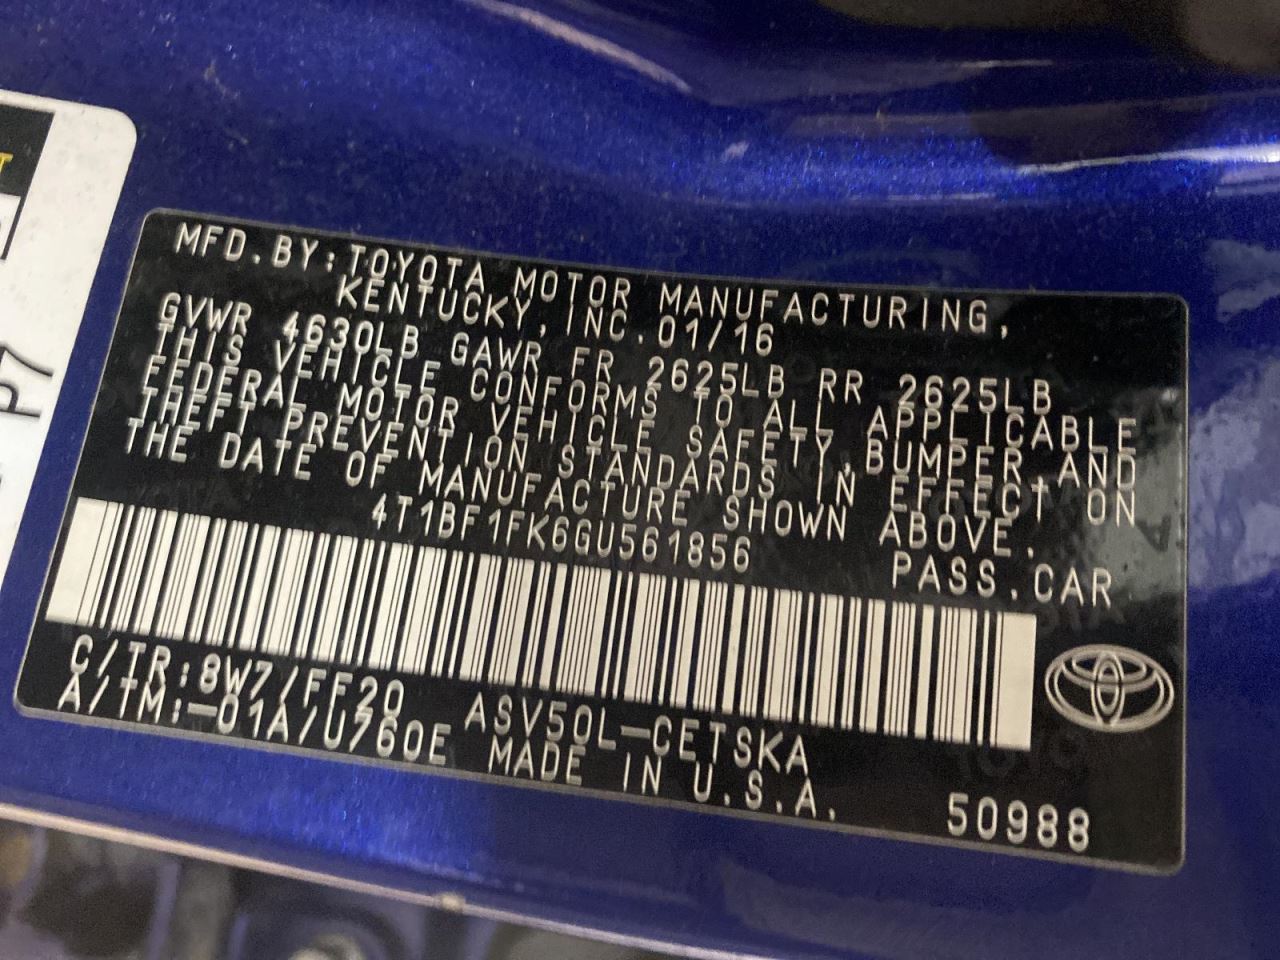 MFD.BY:TOYOTA MOTOR MANUFACTURING,
KENTUCKY,INC.01/16
GVWR 4630LB GAWR FR 2625LB RR 2625LB
THIS VEHICLE CONFORMS TO ALL APPLICABLE
FEDERAL MOTOR VEHICLE SAFETY,BUMPER,AND
THEFT PREVENTION STANDARDS IN EFFECT ON
THE DATE OF MANUFACTURE SHOWN ABOVE.
4T1BF1FK6GU561856 PASS.CAR
C/TR:8W7/FF20 ASV50L-CETSKA
A/TM:-01A/U760E MADE IN U.S.A.
50988
P7